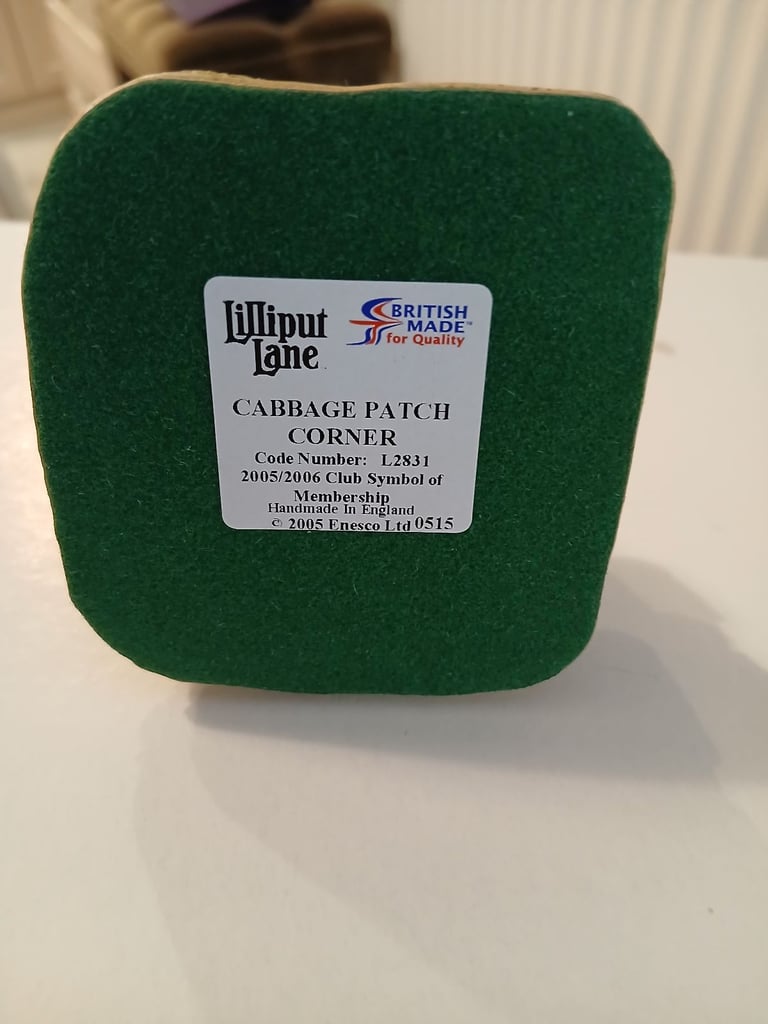 Lilliput
Lane
BRITISH
MADE™
for Quality
CABBAGE PATCH
CORNER
Code Number: L2831
2005/2006 Club Symbol of
Membership
Handmade In England
© 2005 Enesco Ltd 0515